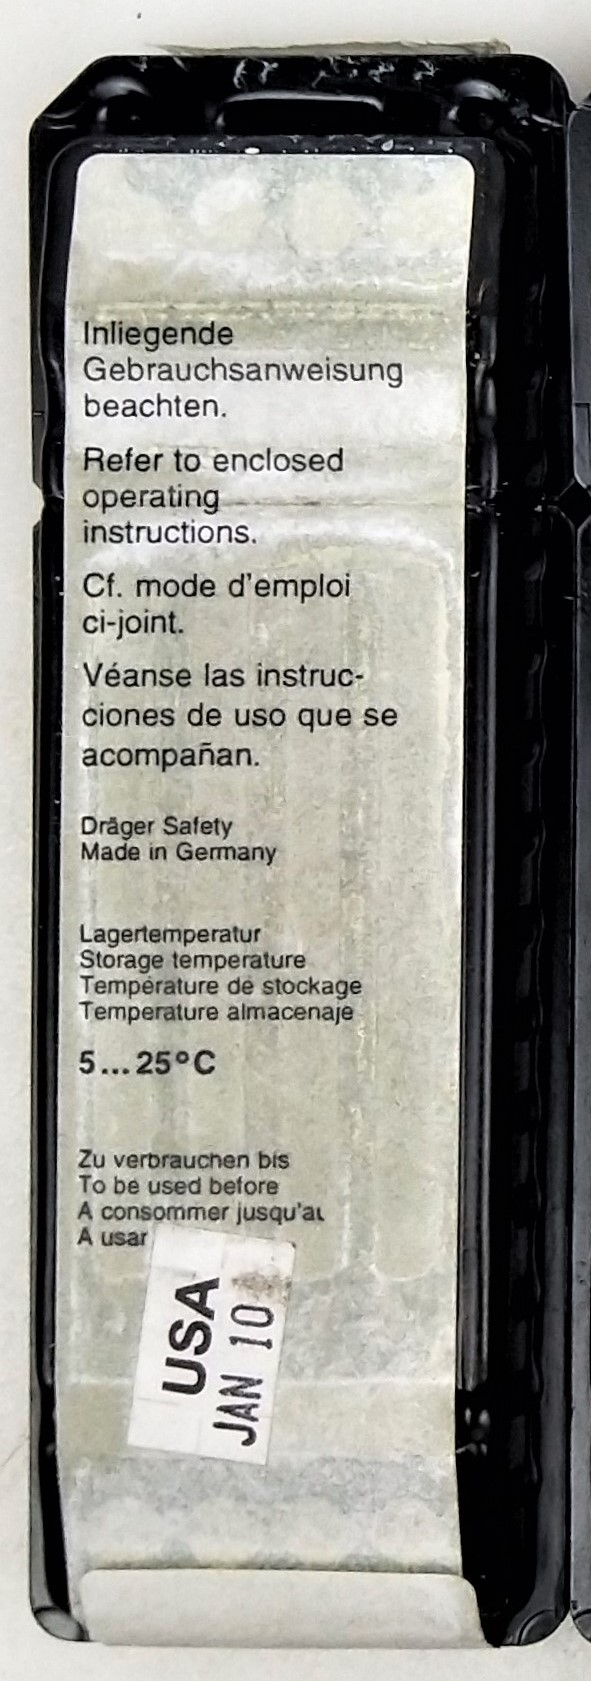 Inliegende
Gebrauchsanweisung
beachten.
Refer to enclosed
operating
instructions.
Cf. mode d'emploi
ci-joint.
Véanse las instruc-
ciones de uso que se
acompañan.
Dräger Safety
Made in Germany
Lagertemperatur
Storage temperature
Température de stockage
Temperature almacenaje
5...25°C
Zu verbrauchen bis
To be used before
A consommer jusqu'au
A usar
USA
JAN 10